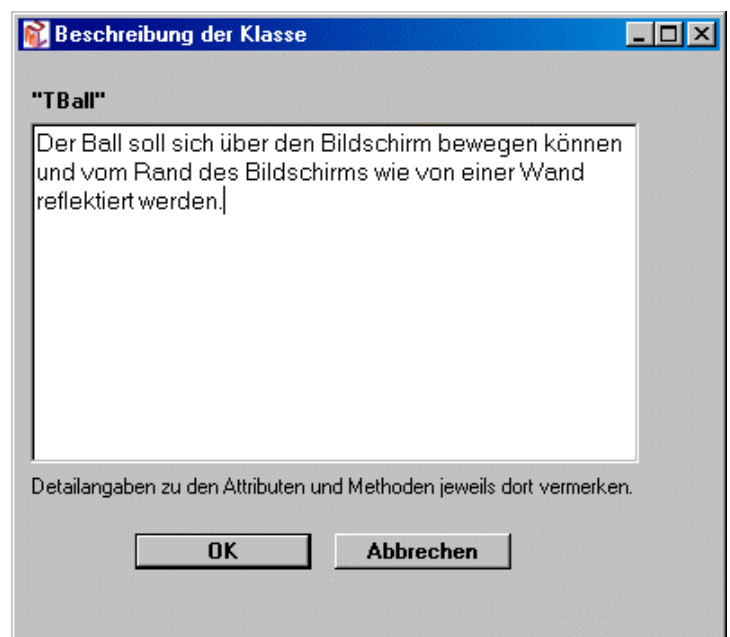 Beschreibung der Klasse
"TBall"
Der Ball soll sich über den Bildschirm bewegen können
und vom Rand des Bildschirms wie von einer Wand
reflektiert werden.
Detailangaben zu den Attributen und Methoden jeweils dort vermerken.
OK Abbrechen